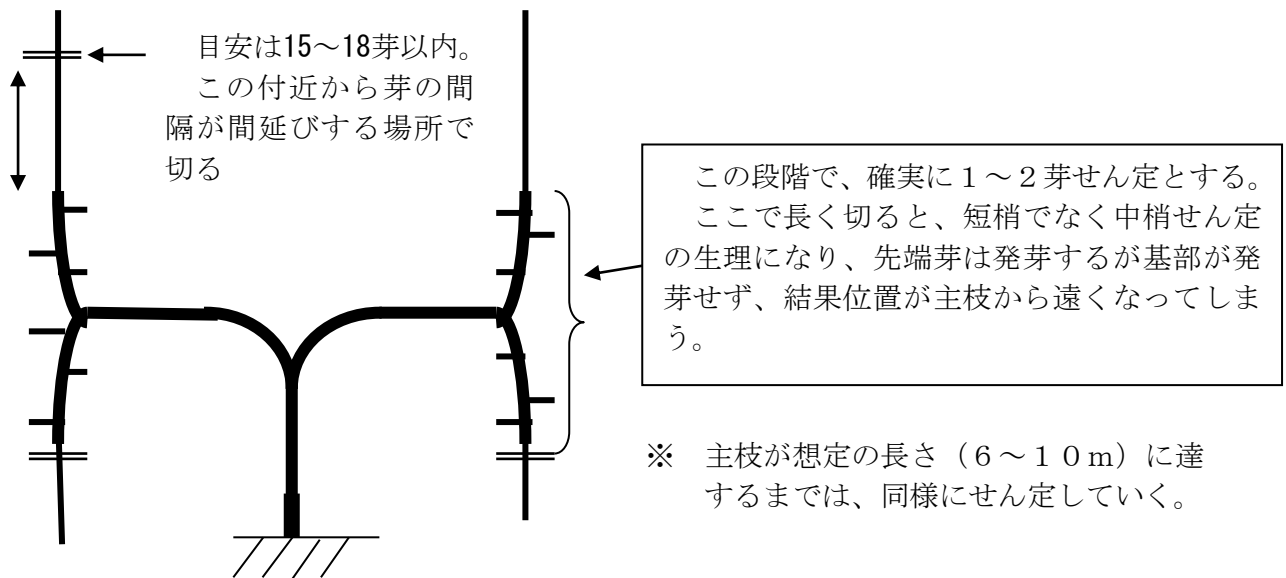 目安は15～18芽以内。
この付近から芽の間
隔が間延びする場所で
切る
この段階で、確実に１～２芽せん定とする。
ここで長く切ると、短梢でなく中梢せん定
の生理になり、先端芽は発芽するが基部が発
芽せず、結果位置が主枝から遠くなってしま
う。
※　主枝が想定の長さ（６～１０ｍ）に達
するまでは、同様にせん定していく。